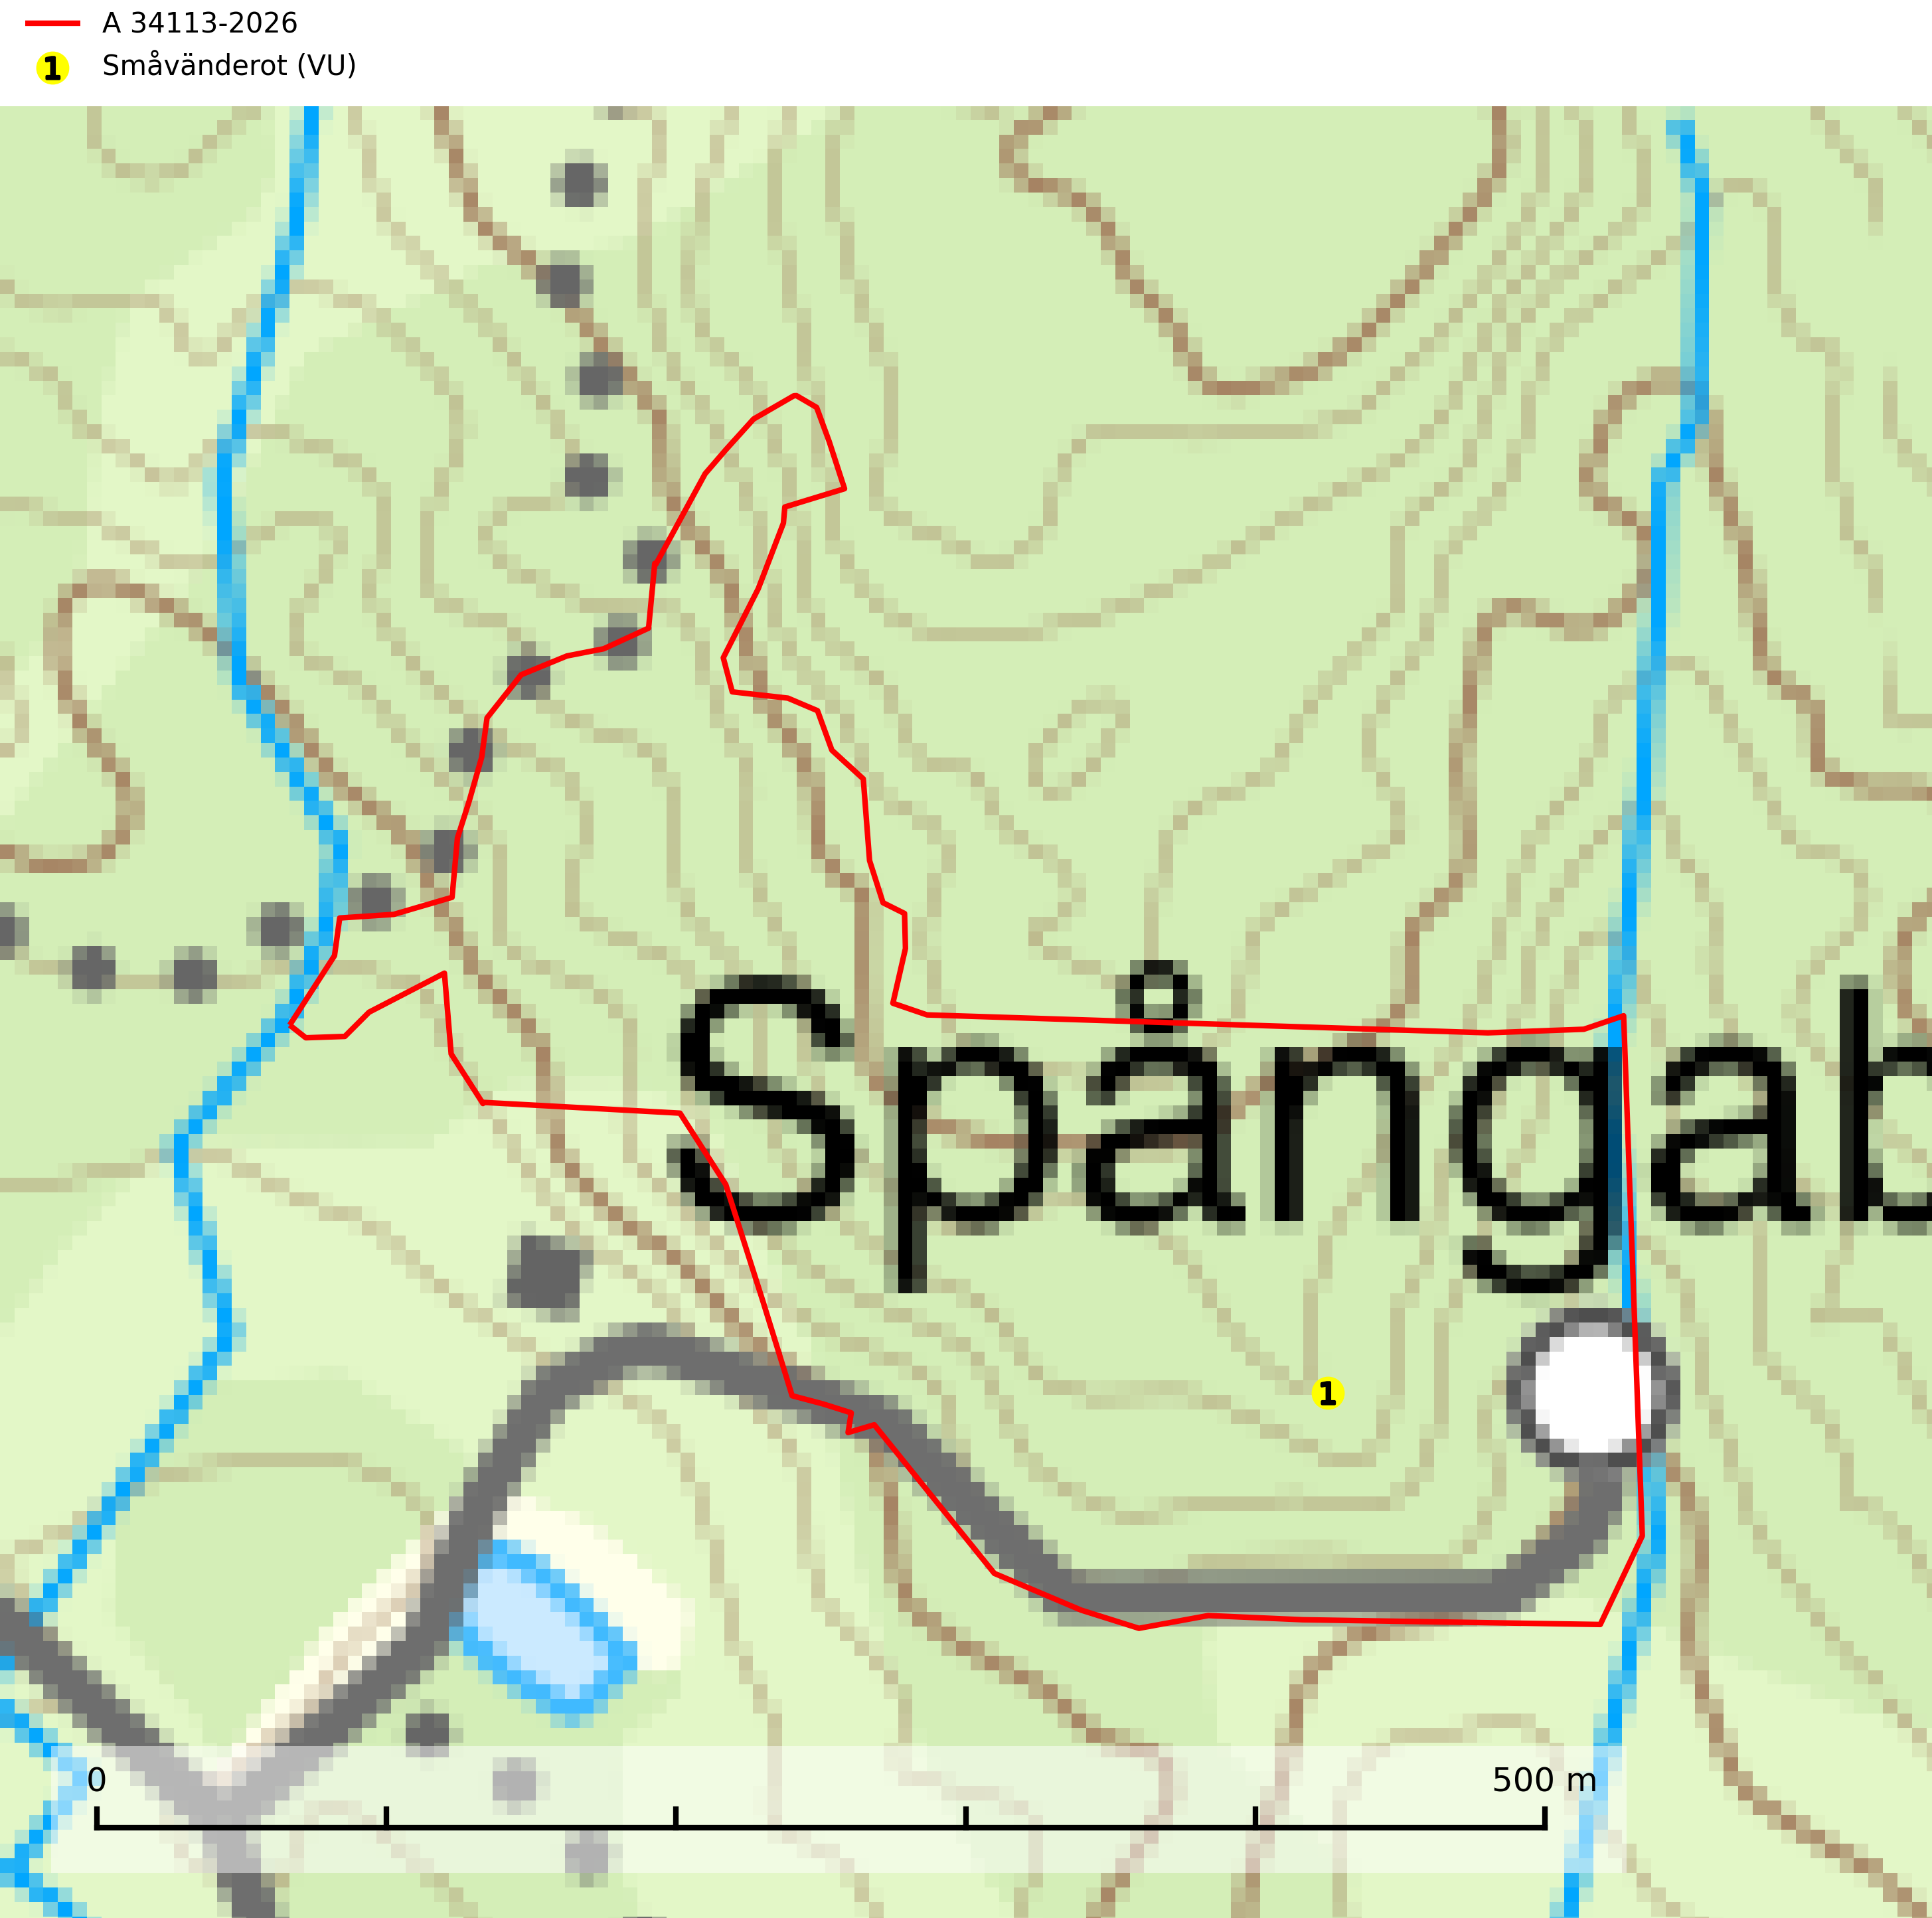 A 34113-2026
1 Småvänderot (VU)
Spångab
1
0 500 m